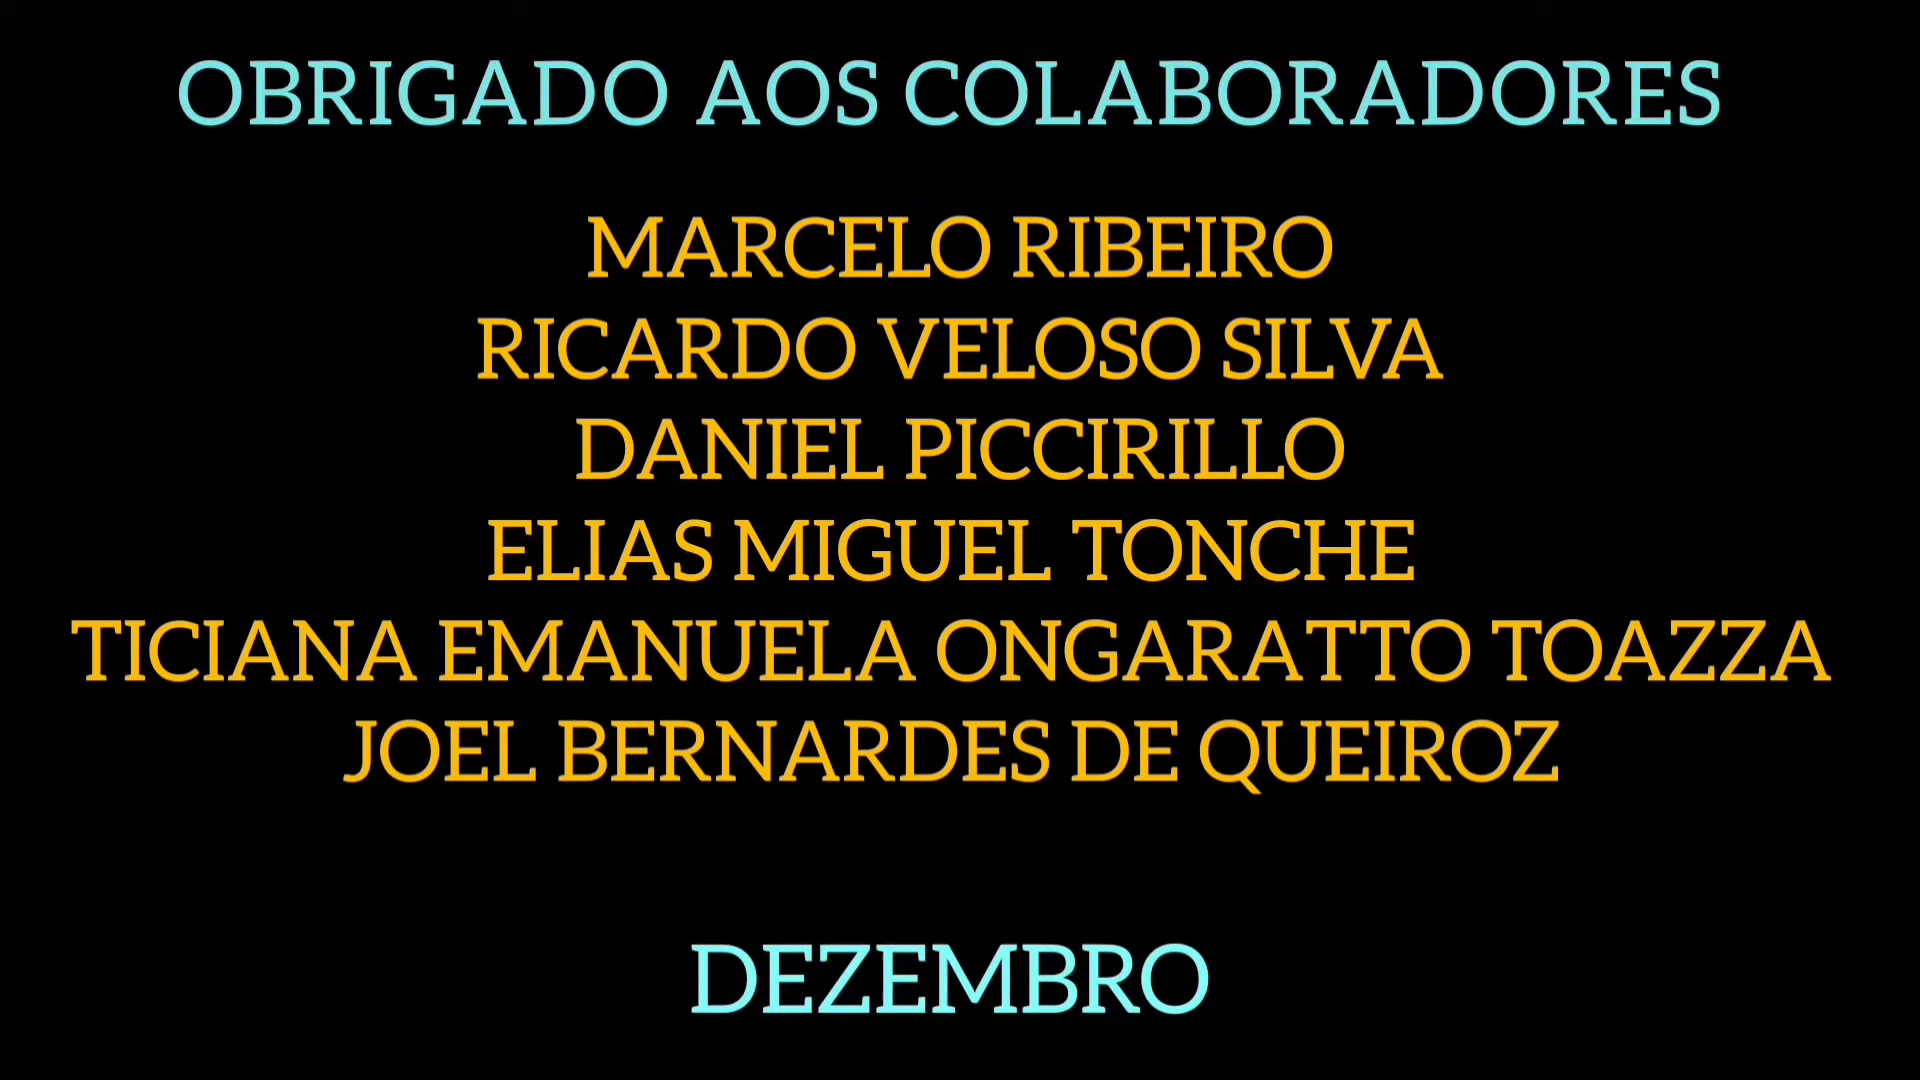 OBRIGADO AOS COLABORADORES
MARCELO RIBEIRO
RICARDO VELOSO SILVA
DANIEL PICCIRILLO
ELIAS MIGUEL TONCHE
TICIANA EMANUELA ONGARATTO TOAZZA
JOEL BERNARDES DE QUEIROZ
DEZEMBRO